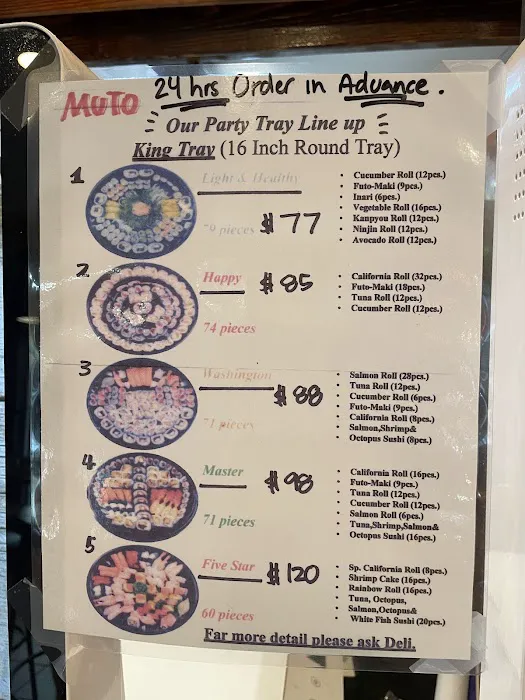 24 hrs Order in Advance.
MUTO
Our Party Tray Line up
King Tray (16 Inch Round Tray)
1
Light & Healthy
79 pieces $77
• Cucumber Roll (12pcs.)
• Futo-Maki (9pcs.)
• Inari (6pcs.)
• Vegetable Roll (16pcs.)
• Kanpyou Roll (12pcs.)
• Ninjin Roll (12pcs.)
• Avocado Roll (12pcs.)
2
Happy $85
74 pieces
• California Roll (32pcs.)
• Futo-Maki (18pcs.)
• Tuna Roll (12pcs.)
• Cucumber Roll (12pcs.)
3
Washington $88
71 pieces
• Salmon Roll (28pcs.)
• Tuna Roll (12pcs.)
• Cucumber Roll (6pcs.)
• Futo-Maki (9pcs.)
• California Roll (8pcs.)
• Salmon,Shrimp&
• Octopus Sushi (8pcs.)
4
Master $98
71 pieces
• California Roll (16pcs.)
• Futo-Maki (9pcs.)
• Tuna Roll (12pcs.)
• Cucumber Roll (12pcs.)
• Salmon Roll (6pcs.)
• Tuna,Shrimp,Salmon&
• Octopus Sushi (16pcs.)
5
Five Star $120
60 pieces
• Sp. California Roll (8pcs.)
• Shrimp Cake (16pcs.)
• Rainbow Roll (16pcs.)
• Tuna, Octopus,
• Salmon,Octopus&
• White Fish Sushi (20pcs.)
Far more detail please ask Deli.